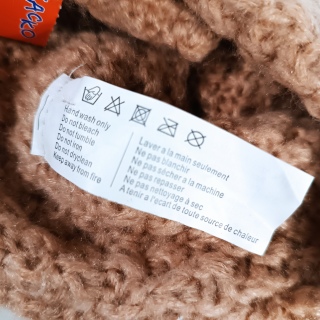 ACKO
Hand wash only
Do not bleach
Do not tumble
Do not iron
Do not dryclean
Keep away from fire
Laver a la main seulement
Ne pas blanchir
Ne pas sécher a la machine
Ne pas repasser
Ne pas nettoyage à sec
A tenir a l'ecart de toute source de chaleur